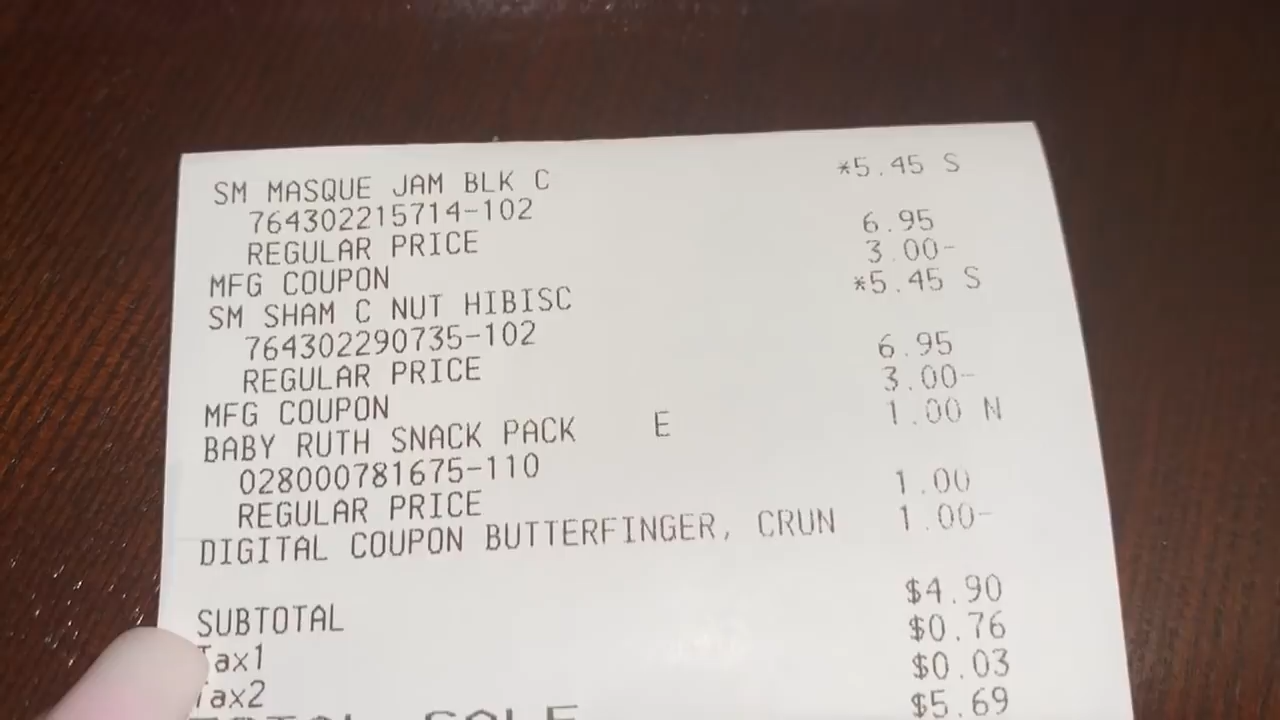 SM MASQUE JAM BLK C *5.45 S
764302215714-102
REGULAR PRICE 6.95
MFG COUPON 3.00-
SM SHAM C NUT HIBISC *5.45 S
764302290735-102
REGULAR PRICE 6.95
MFG COUPON 3.00-
BABY RUTH SNACK PACK E 1.00 N
028000781675-110
REGULAR PRICE 1.00
DIGITAL COUPON BUTTERFINGER, CRUN 1.00-
SUBTOTAL $4.90
Tax1 $0.76
Tax2 $0.03
TOTAL SALE $5.69